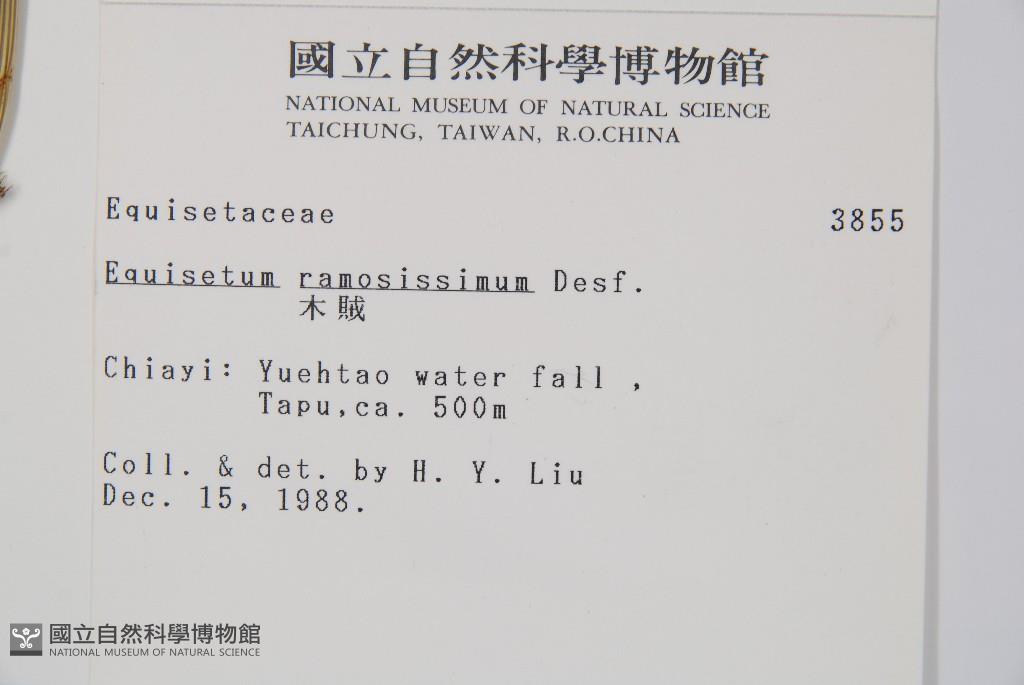 國立自然科學博物館
NATIONAL MUSEUM OF NATURAL SCIENCE
TAICHUNG, TAIWAN, R.O.CHINA
Equisetaceae 3855
Equisetum ramosissimum Desf.
木賊
Chiayi: Yuehtao water fall ,
Tapu,ca. 500m
Coll. & det. by H. Y. Liu
Dec. 15, 1988.
國立自然科學博物館
NATIONAL MUSEUM OF NATURAL SCIENCE